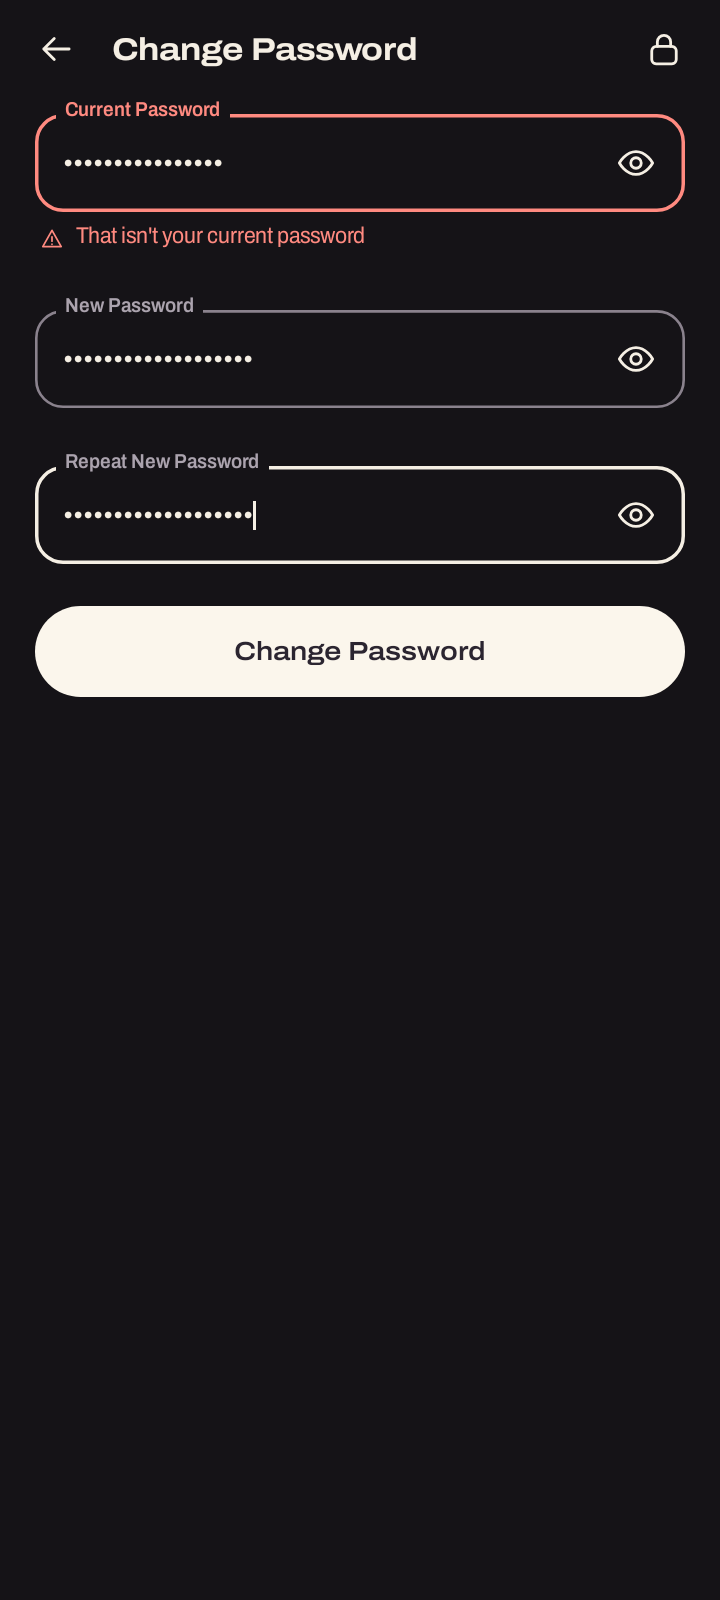 Change Password
Current Password
••••••••••••••••
That isn't your current password
New Password
•••••••••••••••••••
Repeat New Password
•••••••••••••••••••
Change Password